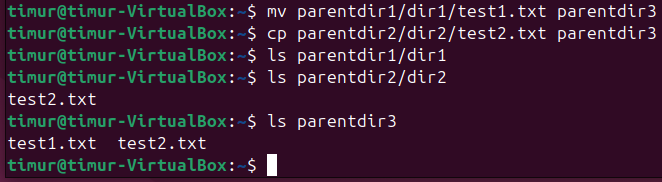 timur@timur-VirtualBox:~$ mv parentdir1/dir1/test1.txt parentdir3
timur@timur-VirtualBox:~$ cp parentdir2/dir2/test2.txt parentdir3
timur@timur-VirtualBox:~$ ls parentdir1/dir1
timur@timur-VirtualBox:~$ ls parentdir2/dir2
test2.txt
timur@timur-VirtualBox:~$ ls parentdir3
test1.txt  test2.txt
timur@timur-VirtualBox:~$